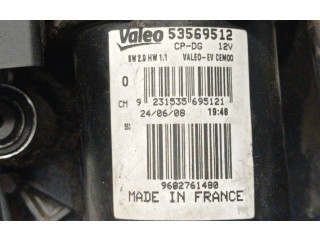 Valeo 53569512
CP-DG 12V
SW 2.0 HW 1.1 VALEO-EV CEMOO
0
CM 9 231535 695121
24/06/08 19:48
9682761480
MADE IN FRANCE